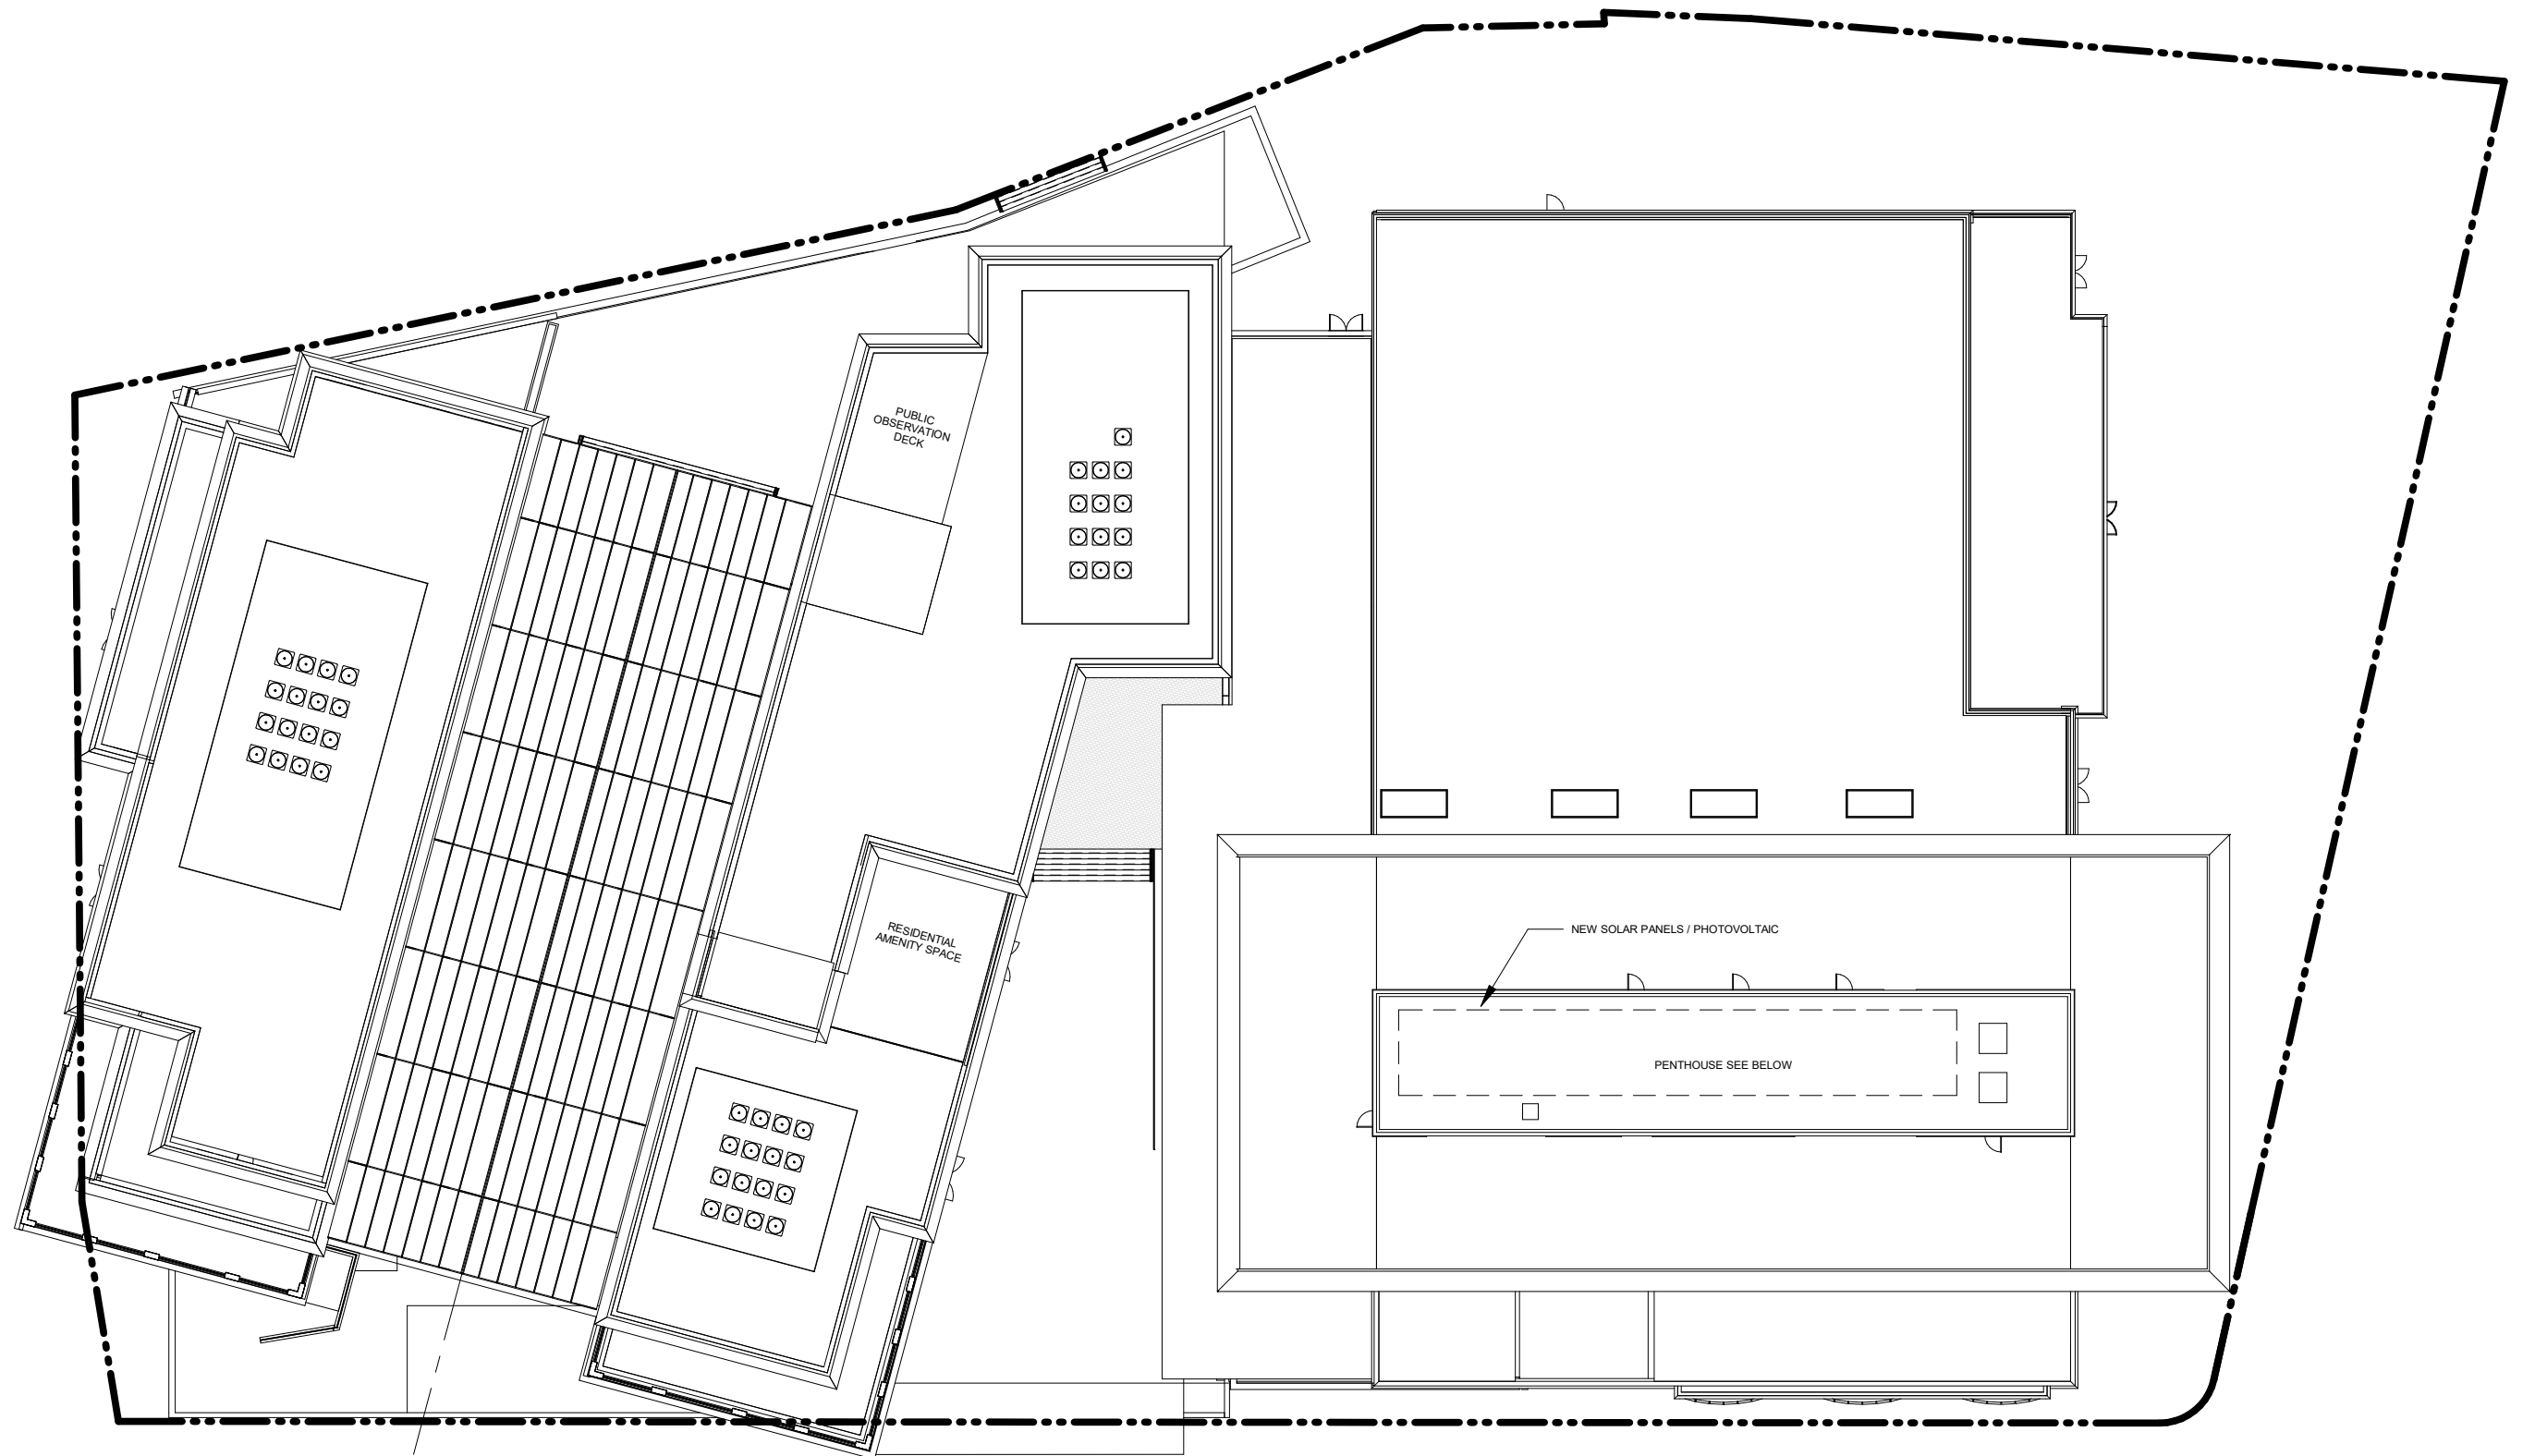 PUBLIC
OBSERVATION
DECK
RESIDENTIAL
AMENITY SPACE
NEW SOLAR PANELS / PHOTOVOLTAIC
PENTHOUSE SEE BELOW